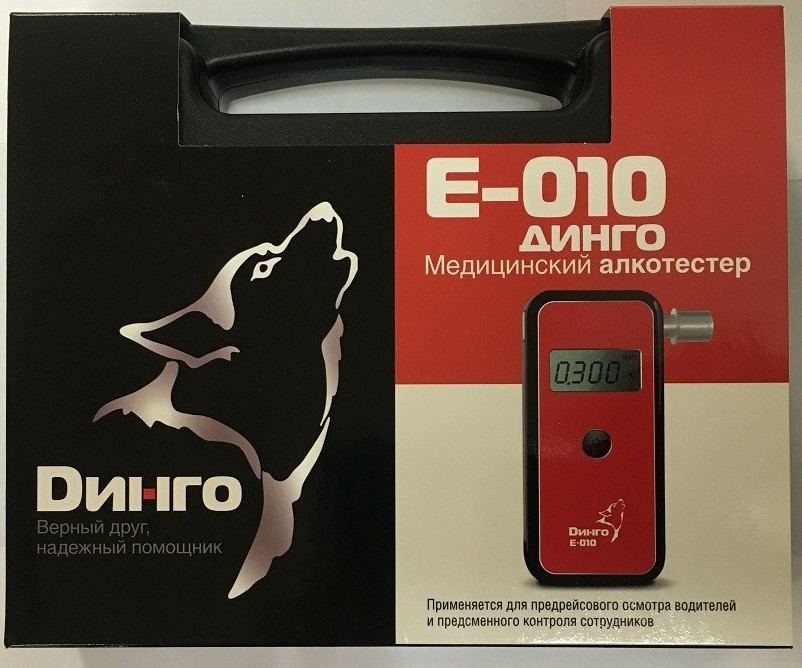 E-010
ДИНГО
Медицинский алкотестер
0.300
Динго
E-010
Динго
Верный друг,
надежный помощник
Применяется для предрейсового осмотра водителей
и предсменного контроля сотрудников